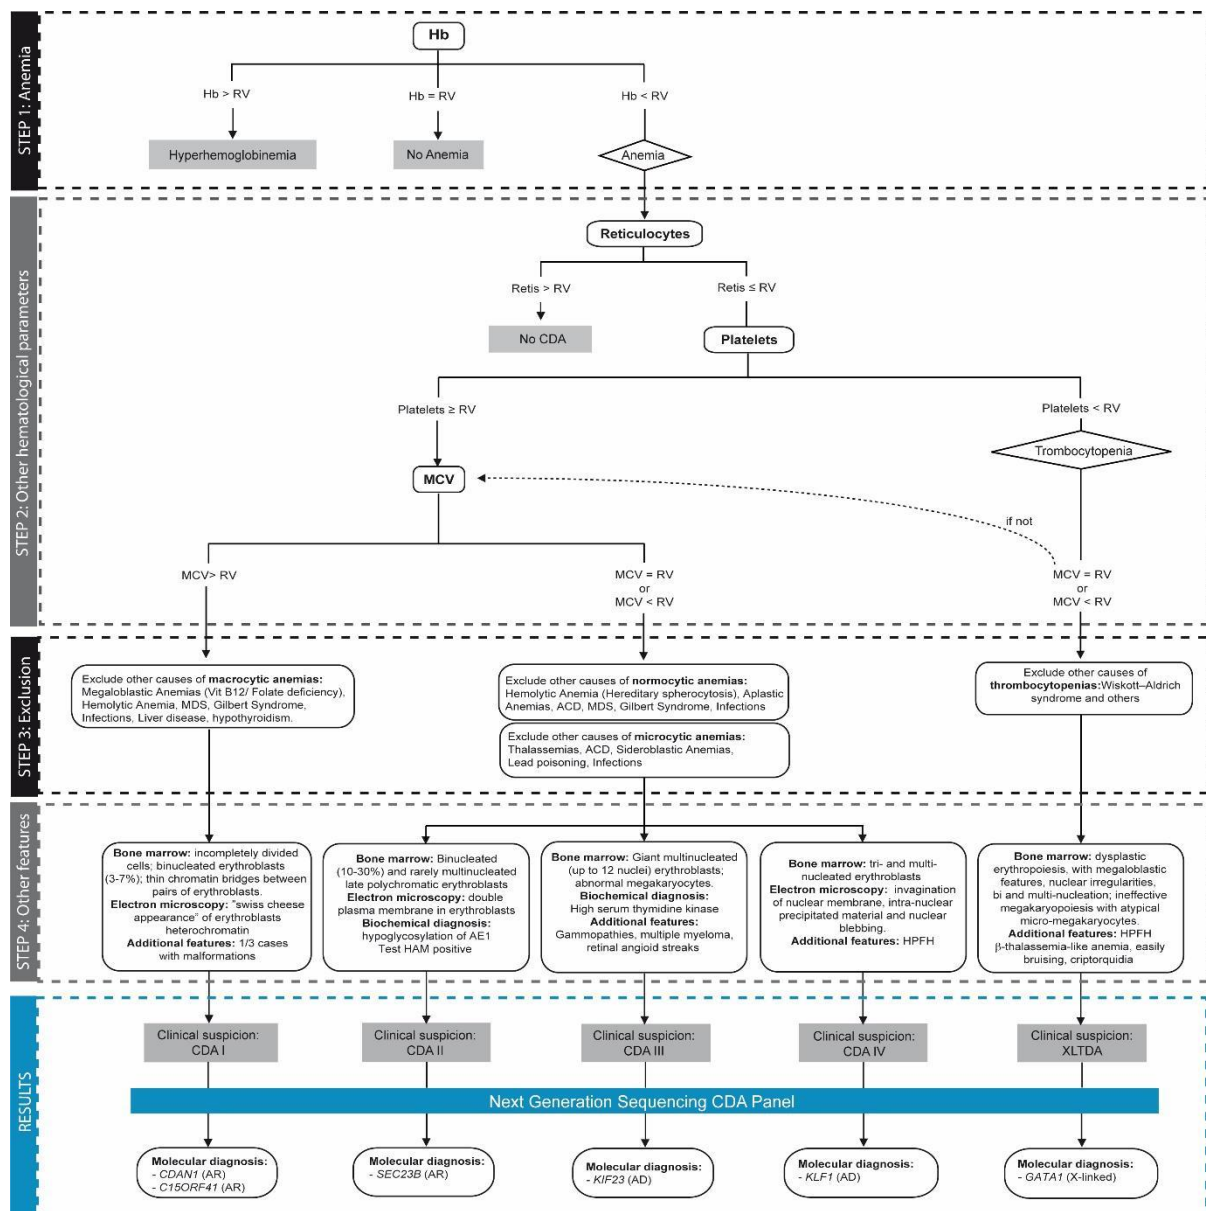 STEP 1: Anemia
Hb
Hb > RV
Hb = RV
Hb < RV
Hyperhemoglobinemia
No Anemia
Anemia
STEP 2: Other hematological parameters
Reticulocytes
Retis > RV
Retis ≤ RV
No CDA
Platelets
Platelets ≥ RV
Platelets < RV
Trombocytopenia
MCV
if not
MCV> RV
MCV = RV
or
MCV < RV
MCV = RV
or
MCV < RV
STEP 3: Exclusion
Exclude other causes of macrocytic anemias:
Megaloblastic Anemias (Vit B12/ Folate deficiency),
Hemolytic Anemia, MDS, Gilbert Syndrome,
Infections, Liver disease, hypothyroidism.
Exclude other causes of normocytic anemias:
Hemolytic Anemia (Hereditary spherocytosis), Aplastic
Anemias, ACD, MDS, Gilbert Syndrome, Infections
Exclude other causes of microcytic anemias:
Thalassemias, ACD, Sideroblastic Anemias,
Lead poisoning, Infections
Exclude other causes of
thrombocytopenias:Wiskott–Aldrich
syndrome and others
STEP 4: Other features
Bone marrow: incompletely divided
cells; binucleated erythroblasts
(3-7%); thin chromatin bridges between
pairs of erythroblasts.
Electron microscopy: "swiss cheese
appearance" of erythroblasts
heterochromatin
Additional features: 1/3 cases
with malformations
Bone marrow: Binucleated
(10-30%) and rarely multinucleated
late polychromatic erythroblasts
Electron microscopy: double
plasma membrane in erythroblasts
Biochemical diagnosis:
hypoglycosylation of AE1
Test HAM positive
Bone marrow: Giant multinucleated
(up to 12 nuclei) erythroblasts;
abnormal megakaryocytes.
Biochemical diagnosis:
High serum thymidine kinase
Additional features:
Gammopathies, multiple myeloma,
retinal angioid streaks
Bone marrow: tri- and multi-
nucleated erythroblasts
Electron microscopy: invagination
of nuclear membrane, intra-nuclear
precipitated material and nuclear
blebbing.
Additional features: HPFH
Bone marrow: dysplastic
erythropoiesis, with megaloblastic
features, nuclear irregularities,
bi and multi-nucleation; ineffective
megakaryopoiesis with atypical
micro-megakaryocytes.
Additional features: HPFH
β-thalassemia-like anemia, easily
bruising, criptorquidia
RESULTS
Clinical suspicion:
CDA I
Clinical suspicion:
CDA II
Clinical suspicion:
CDA III
Clinical suspicion:
CDA IV
Clinical suspicion:
XLTDA
Next Generation Sequencing CDA Panel
Molecular diagnosis:
- CDAN1 (AR)
- C15ORF41 (AR)
Molecular diagnosis:
- SEC23B (AR)
Molecular diagnosis:
- KIF23 (AD)
Molecular diagnosis:
- KLF1 (AD)
Molecular diagnosis:
- GATA1 (X-linked)